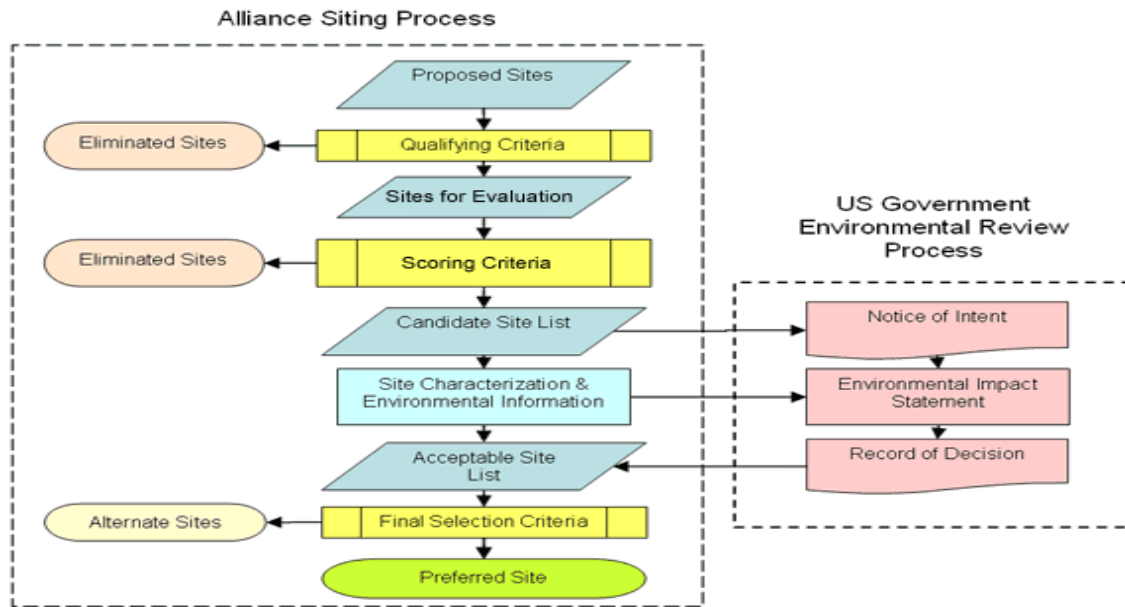 Alliance Siting Process
Proposed Sites
Eliminated Sites
Qualifying Criteria
Sites for Evaluation
Eliminated Sites
Scoring Criteria
Candidate Site List
Site Characterization &
Environmental Information
Acceptable Site
List
Alternate Sites
Final Selection Criteria
Preferred Site
US Government
Environmental Review
Process
Notice of Intent
Environmental Impact
Statement
Record of Decision